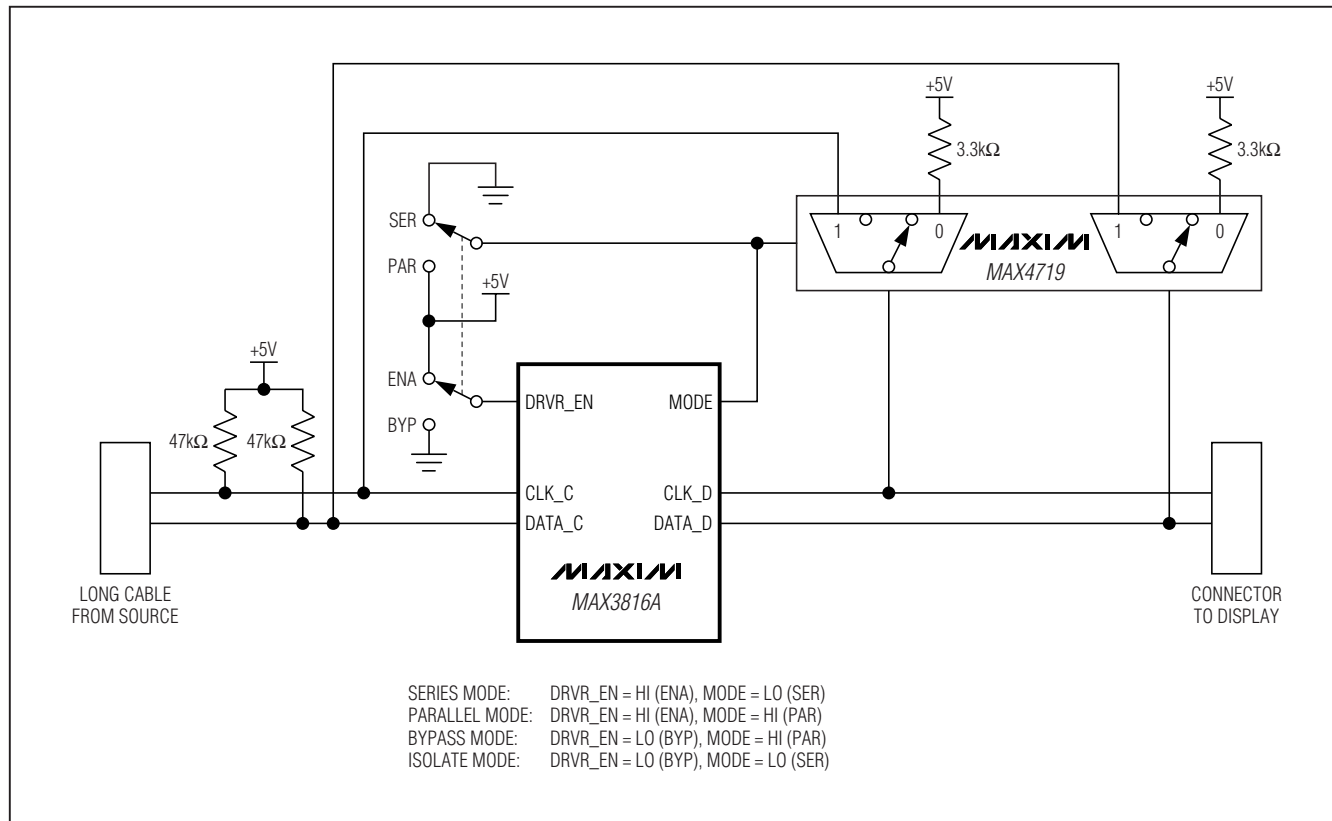 +5V
+5V
3.3kΩ
3.3kΩ
SER
1
0
MAXIM
1
0
MAX4719
PAR
+5V
+5V
ENA
DRVR_EN
MODE
BYP
47kΩ
47kΩ
CLK_C
CLK_D
DATA_C
DATA_D
MAXIM
MAX3816A
LONG CABLE
FROM SOURCE
CONNECTOR
TO DISPLAY
SERIES MODE: DRVR_EN = HI (ENA), MODE = LO (SER)
PARALLEL MODE: DRVR_EN = HI (ENA), MODE = HI (PAR)
BYPASS MODE: DRVR_EN = LO (BYP), MODE = HI (PAR)
ISOLATE MODE: DRVR_EN = LO (BYP), MODE = LO (SER)